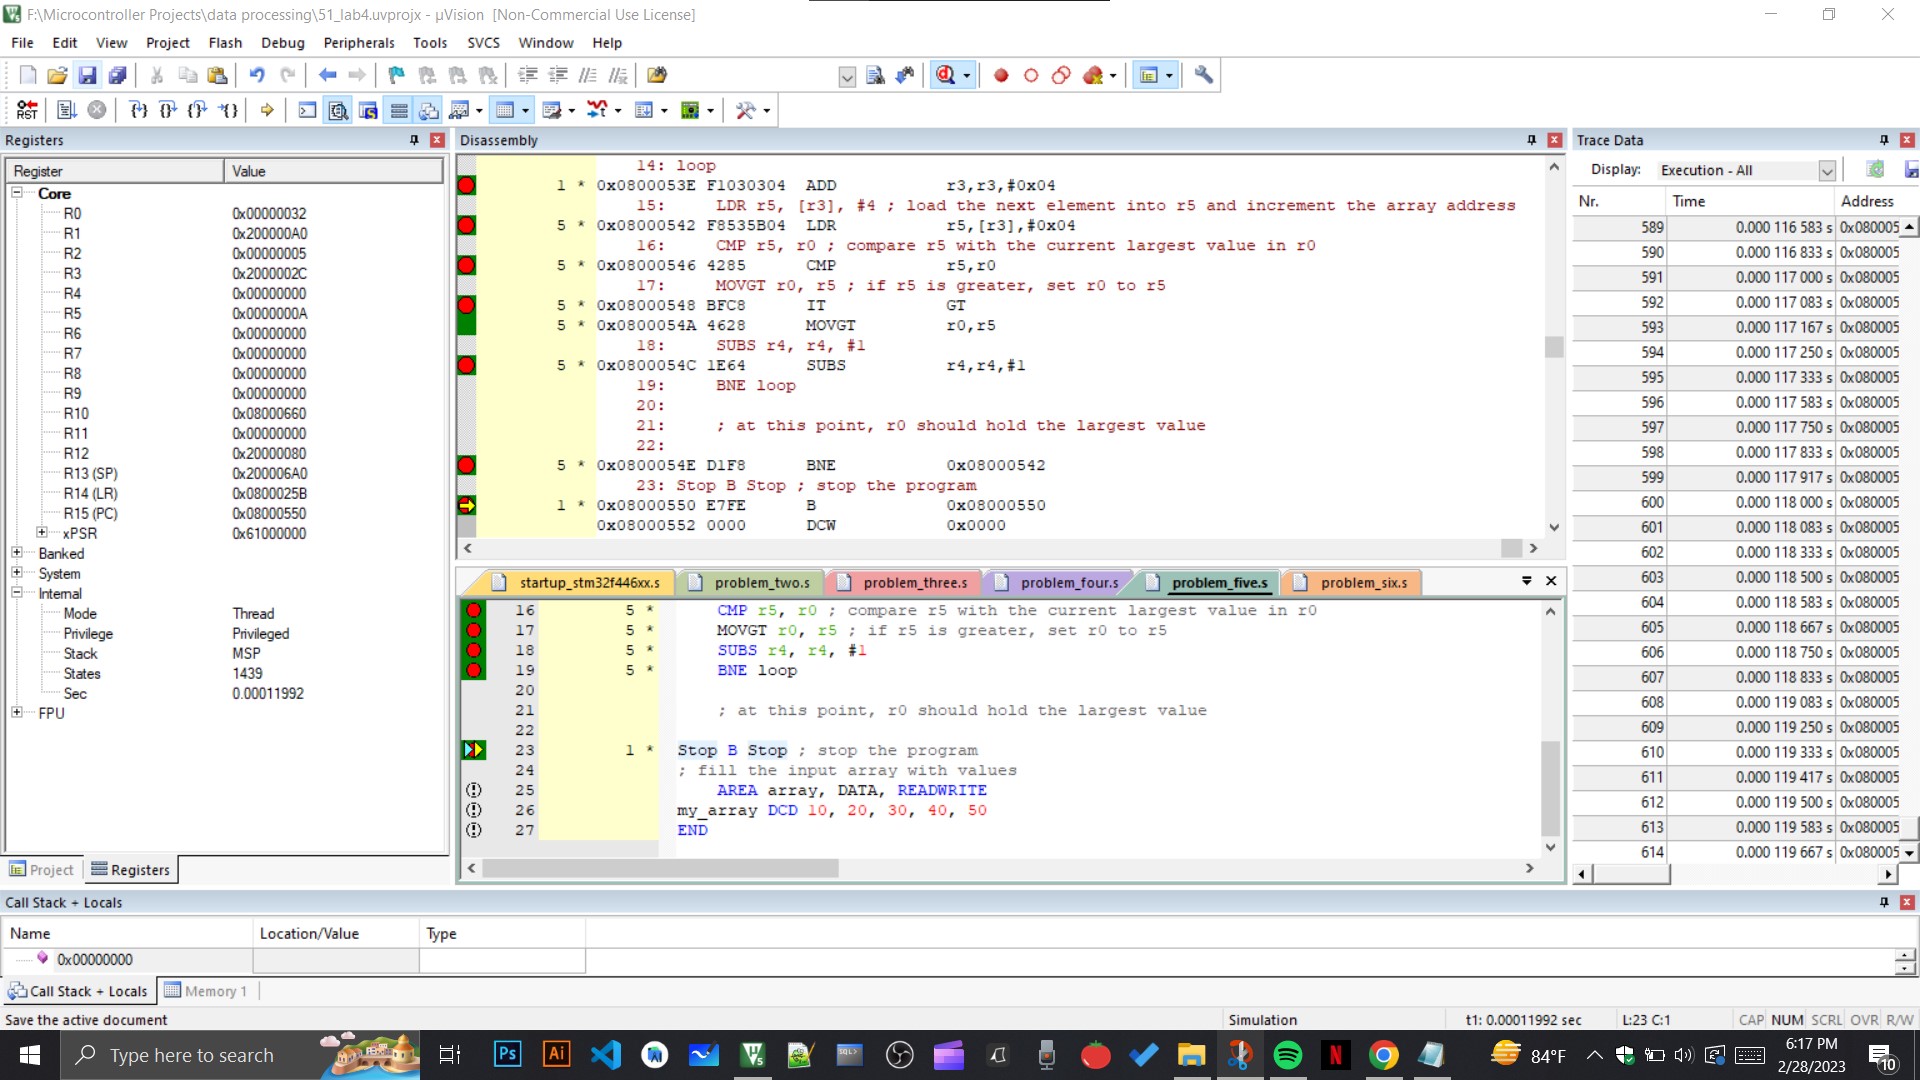 F:\Microcontroller Projects\data processing\51_lab4.uvprojx - µVision  [Non-Commercial Use License]
File Edit View Project Flash Debug Peripherals Tools SVCS Window Help
Registers
Register Value
Core
R0 0x00000032
R1 0x200000A0
R2 0x00000005
R3 0x2000002C
R4 0x00000000
R5 0x0000000A
R6 0x00000000
R7 0x00000000
R8 0x00000000
R9 0x00000000
R10 0x08000660
R11 0x00000000
R12 0x20000080
R13 (SP) 0x200006A0
R14 (LR) 0x0800025B
R15 (PC) 0x08000550
xPSR 0x61000000
Banked
System
Internal
Mode Thread
Privilege Privileged
Stack MSP
States 1439
Sec 0.00011992
FPU
Project Registers
Disassembly
14: loop
1 * 0x0800053E F1030304 ADD r3,r3,#0x04
15: LDR r5, [r3], #4 ; load the next element into r5 and increment the array address
5 * 0x08000542 F8535B04 LDR r5,[r3],#0x04
16: CMP r5, r0 ; compare r5 with the current largest value in r0
5 * 0x08000546 4285 CMP r5,r0
17: MOVGT r0, r5 ; if r5 is greater, set r0 to r5
5 * 0x08000548 BFC8 IT GT
5 * 0x0800054A 4628 MOVGT r0,r5
18: SUBS r4, r4, #1
5 * 0x0800054C 1E64 SUBS r4,r4,#1
19: BNE loop
20:
21: ; at this point, r0 should hold the largest value
22:
5 * 0x0800054E D1F8 BNE 0x08000542
23: Stop B Stop ; stop the program
1 * 0x08000550 E7FE B 0x08000550
0x08000552 0000 DCW 0x0000
startup_stm32f446xx.s problem_two.s problem_three.s problem_four.s problem_five.s problem_six.s
16 5 * CMP r5, r0 ; compare r5 with the current largest value in r0
17 5 * MOVGT r0, r5 ; if r5 is greater, set r0 to r5
18 5 * SUBS r4, r4, #1
19 5 * BNE loop
20
21 ; at this point, r0 should hold the largest value
22
23 1 * Stop B Stop ; stop the program
24 ; fill the input array with values
25 AREA array, DATA, READWRITE
26 my_array DCD 10, 20, 30, 40, 50
27 END
Trace Data
Display: Execution - All
Nr. Time Address
589 0.000 116 583 s 0x080005
590 0.000 116 833 s 0x080005
591 0.000 117 000 s 0x080005
592 0.000 117 083 s 0x080005
593 0.000 117 167 s 0x080005
594 0.000 117 250 s 0x080005
595 0.000 117 333 s 0x080005
596 0.000 117 583 s 0x080005
597 0.000 117 750 s 0x080005
598 0.000 117 833 s 0x080005
599 0.000 117 917 s 0x080005
600 0.000 118 000 s 0x080005
601 0.000 118 083 s 0x080005
602 0.000 118 333 s 0x080005
603 0.000 118 500 s 0x080005
604 0.000 118 583 s 0x080005
605 0.000 118 667 s 0x080005
606 0.000 118 750 s 0x080005
607 0.000 118 833 s 0x080005
608 0.000 119 083 s 0x080005
609 0.000 119 250 s 0x080005
610 0.000 119 333 s 0x080005
611 0.000 119 417 s 0x080005
612 0.000 119 500 s 0x080005
613 0.000 119 583 s 0x080005
614 0.000 119 667 s 0x080005
Call Stack + Locals
Name Location/Value Type
0x00000000
Call Stack + Locals Memory 1
Save the active document Simulation t1: 0.00011992 sec L:23 C:1 CAP NUM SCRL OVR R/W
Type here to search
Ps Ai
84°F
6:17 PM
2/28/2023
10